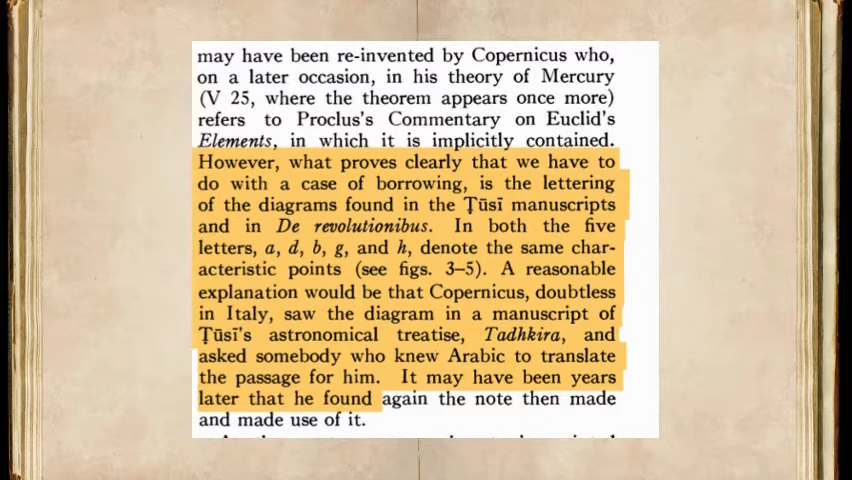 may have been re-invented by Copernicus who,
on a later occasion, in his theory of Mercury
(V 25, where the theorem appears once more)
refers to Proclus's Commentary on Euclid's
Elements, in which it is implicitly contained.
However, what proves clearly that we have to
do with a case of borrowing, is the lettering
of the diagrams found in the Ṭūsī manuscripts
and in De revolutionibus. In both the five
letters, a, d, b, g, and h, denote the same char-
acteristic points (see figs. 3–5). A reasonable
explanation would be that Copernicus, doubtless
in Italy, saw the diagram in a manuscript of
Ṭūsī's astronomical treatise, Tadhkira, and
asked somebody who knew Arabic to translate
the passage for him. It may have been years
later that he found again the note then made
and made use of it.